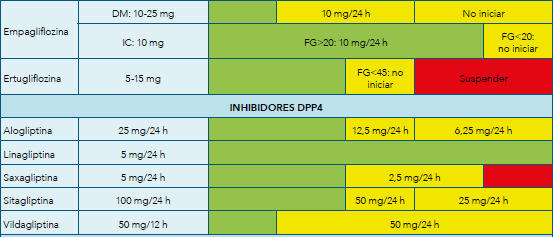 DM: 10-25 mg
10 mg/24 h
No iniciar
Empagliflozina
IC: 10 mg
FG>20: 10 mg/24 h
FG<20:
no iniciar
Ertugliflozina
5-15 mg
FG<45: no
iniciar
Suspender
INHIBIDORES DPP4
Alogliptina
25 mg/24 h
12,5 mg/24 h
6,25 mg/24 h
Linagliptina
5 mg/24 h
Saxagliptina
5 mg/24 h
2,5 mg/24 h
Sitagliptina
100 mg/24 h
50 mg/24 h
25 mg/24 h
Vildagliptina
50 mg/12 h
50 mg/24 h